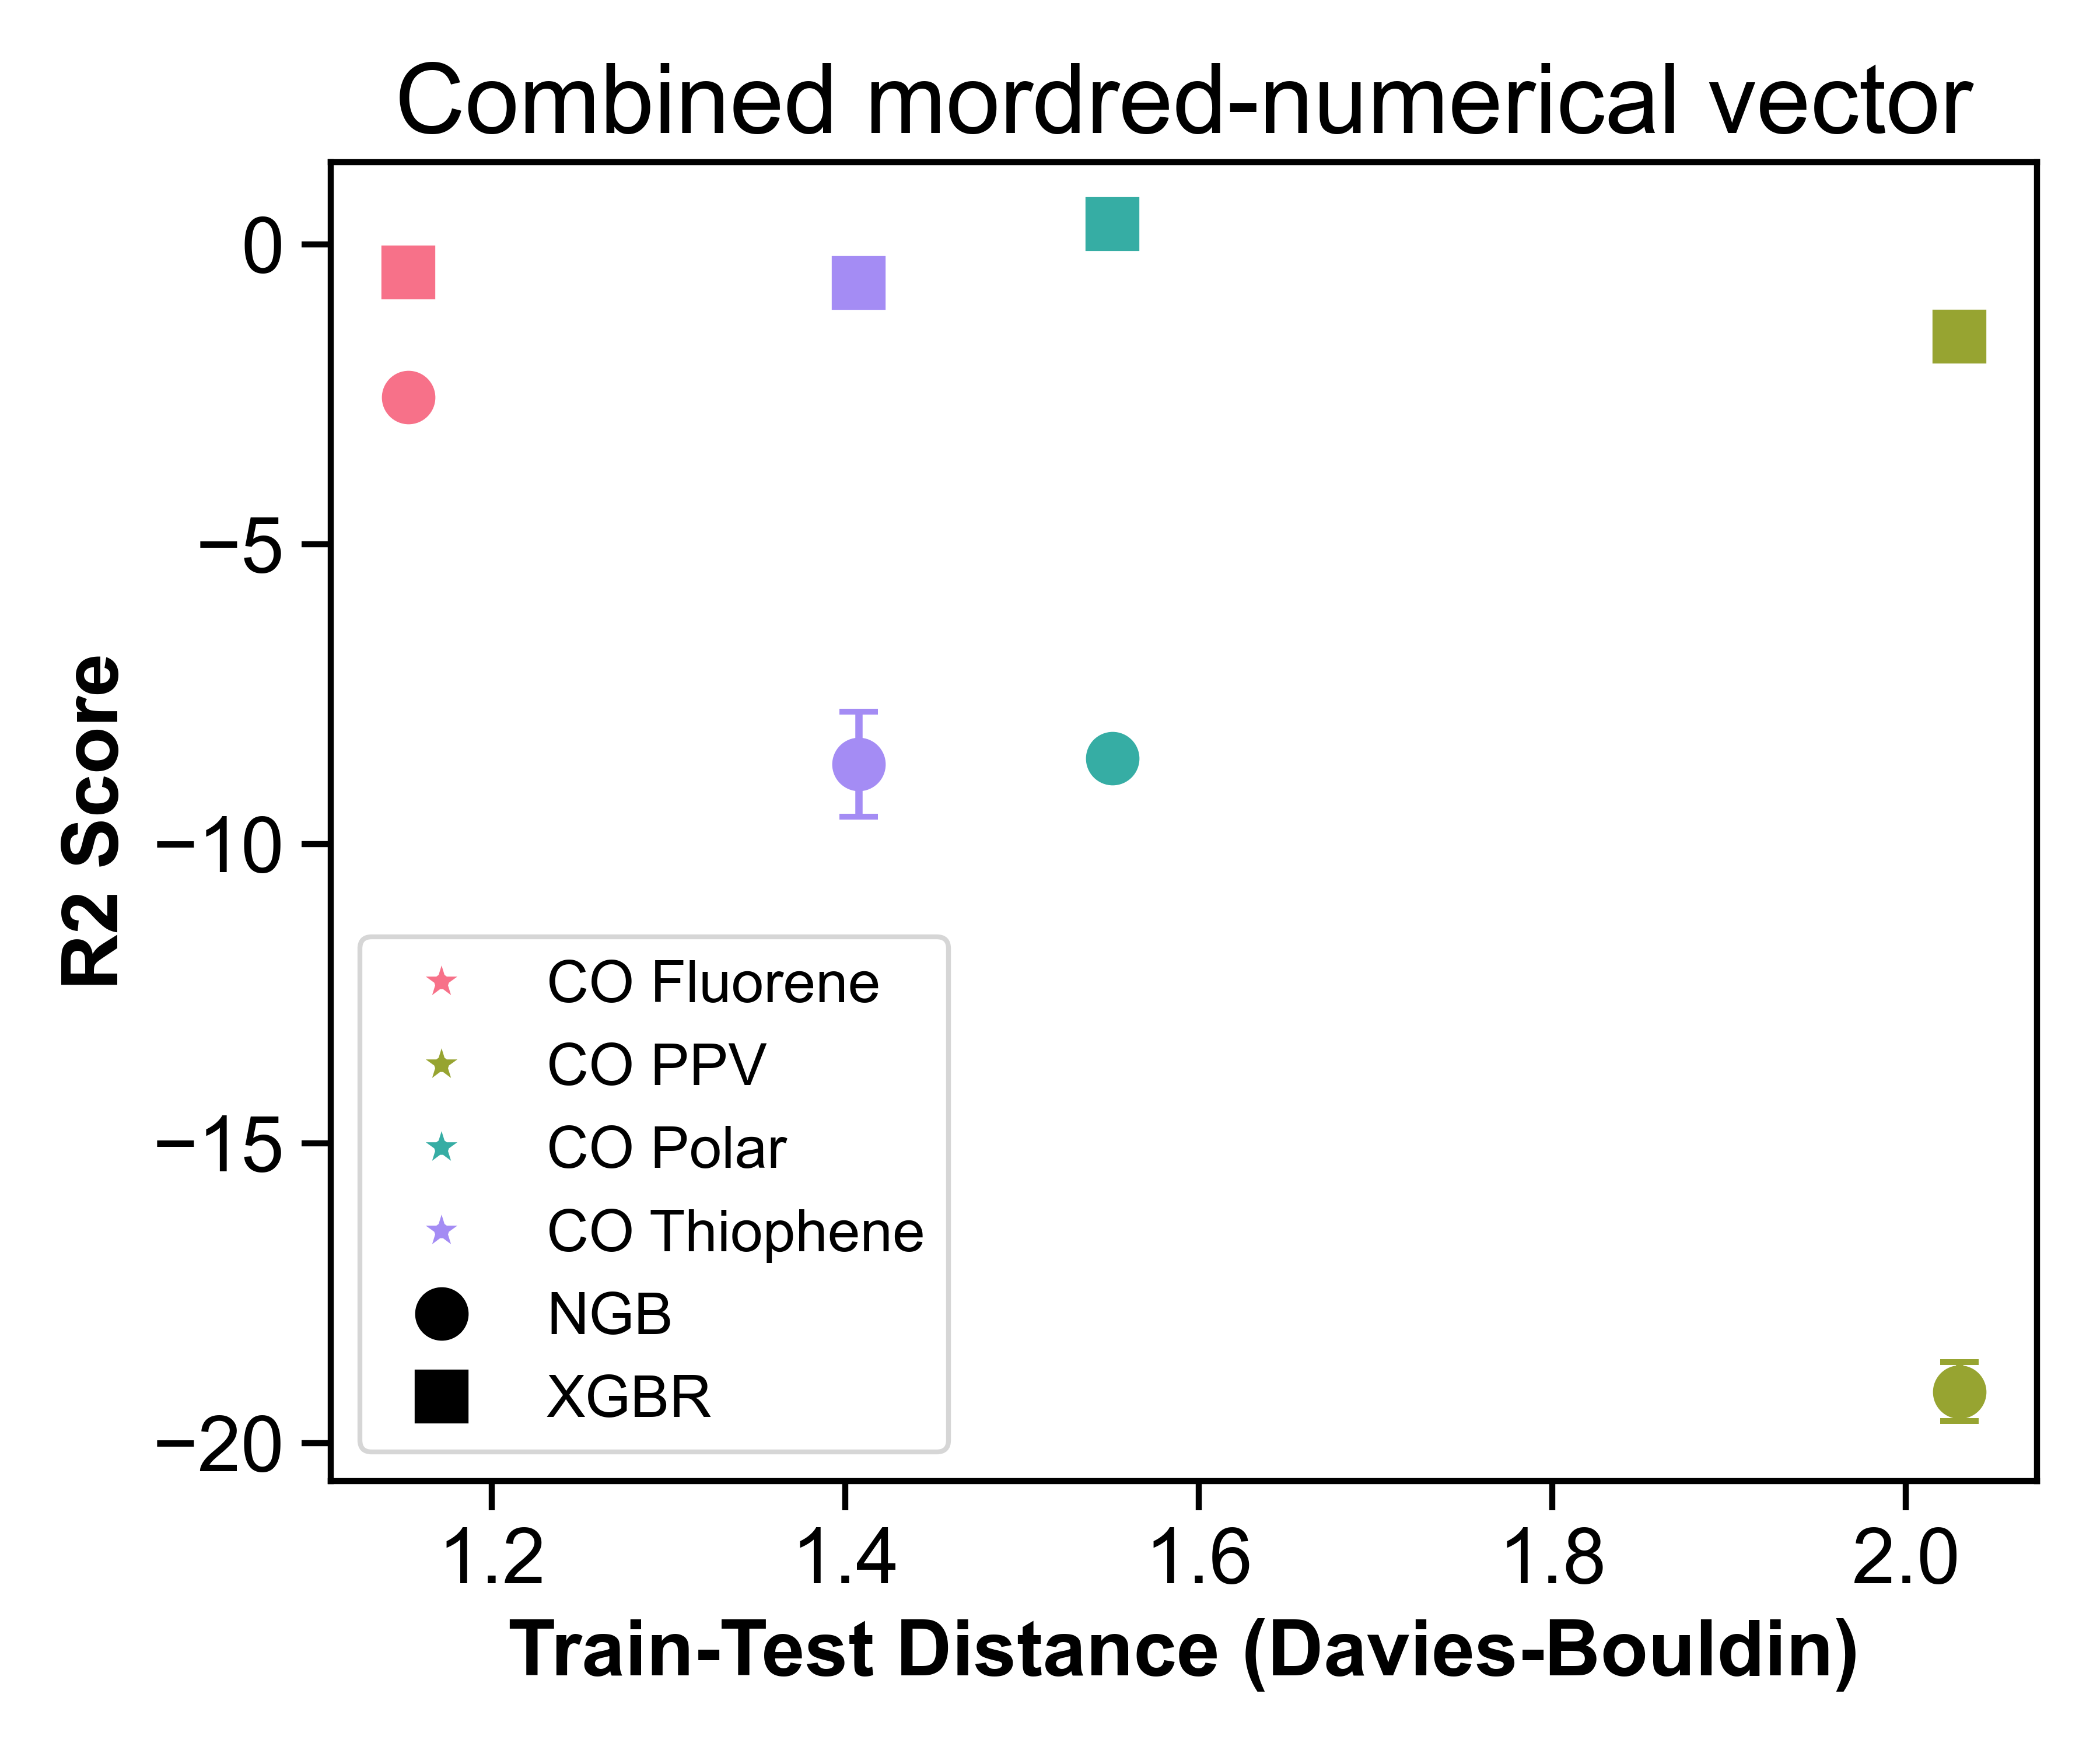 Combined mordred-numerical vector
R2 Score
0
−5
−10
−15
−20
CO Fluorene
CO PPV
CO Polar
CO Thiophene
NGB
XGBR
1.2 1.4 1.6 1.8 2.0
Train-Test Distance (Davies-Bouldin)